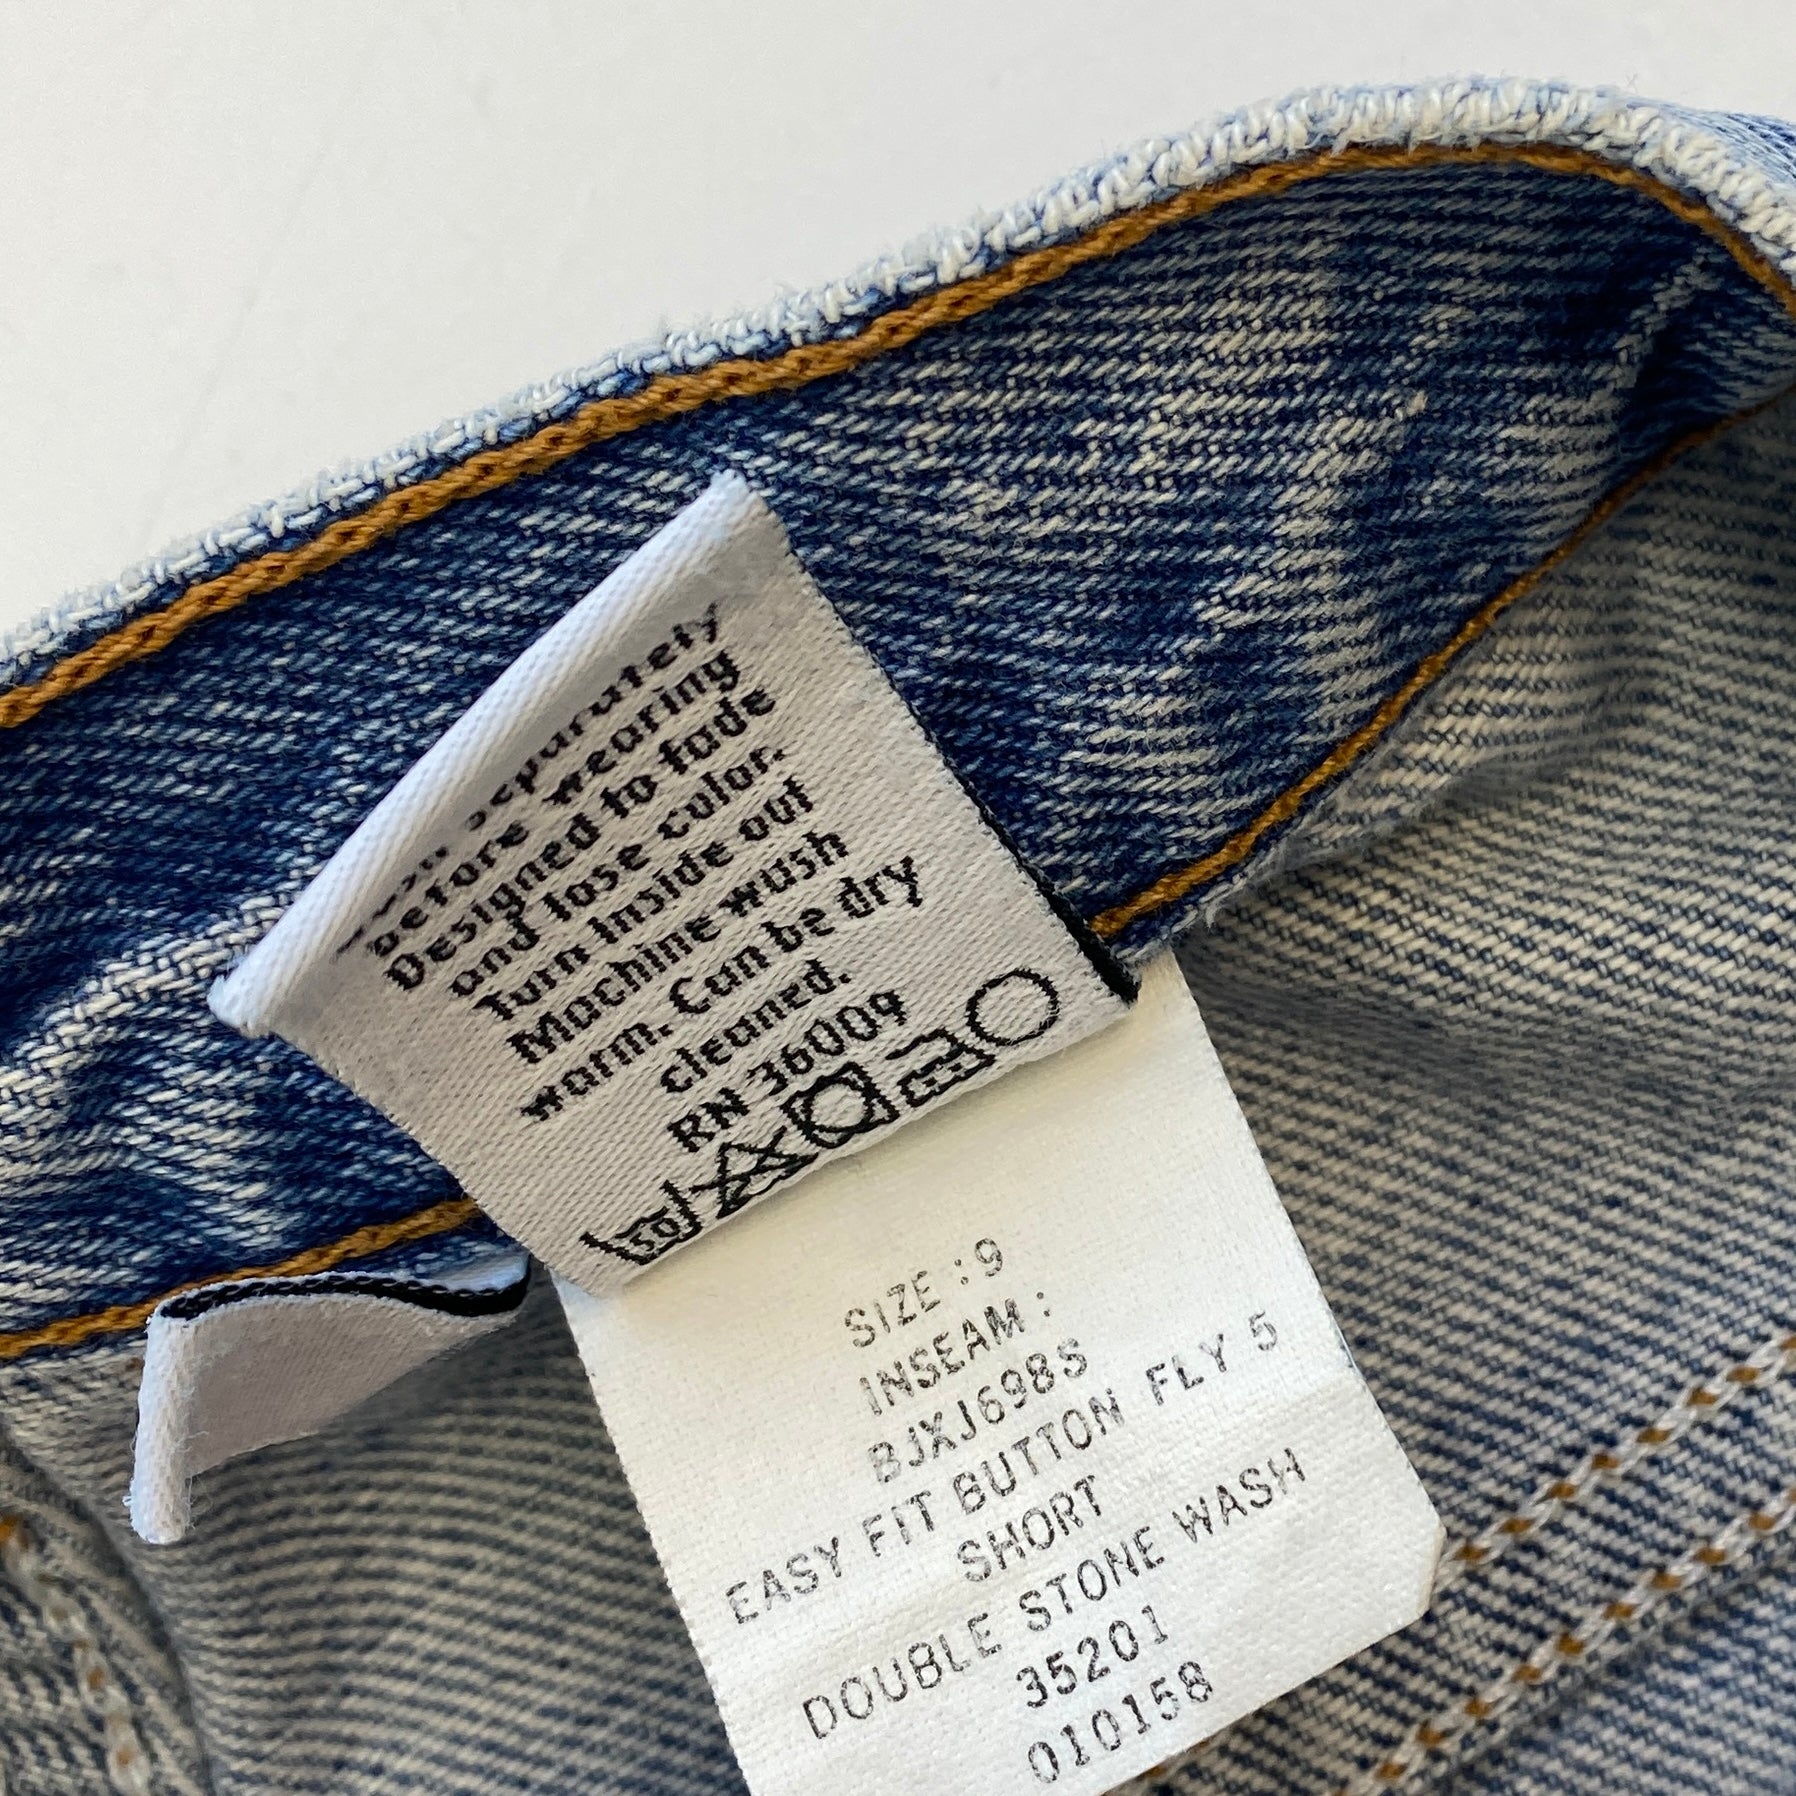 separately
before wearing
Designed to fade
and lose color.
Turn inside out
Machine wash
warm. Can be dry
cleaned.
RN 36009
SIZE : 9
INSEAM :
BJXJ698S
EASY FIT BUTTON FLY 5
SHORT
DOUBLE STONE WASH
35201
010158